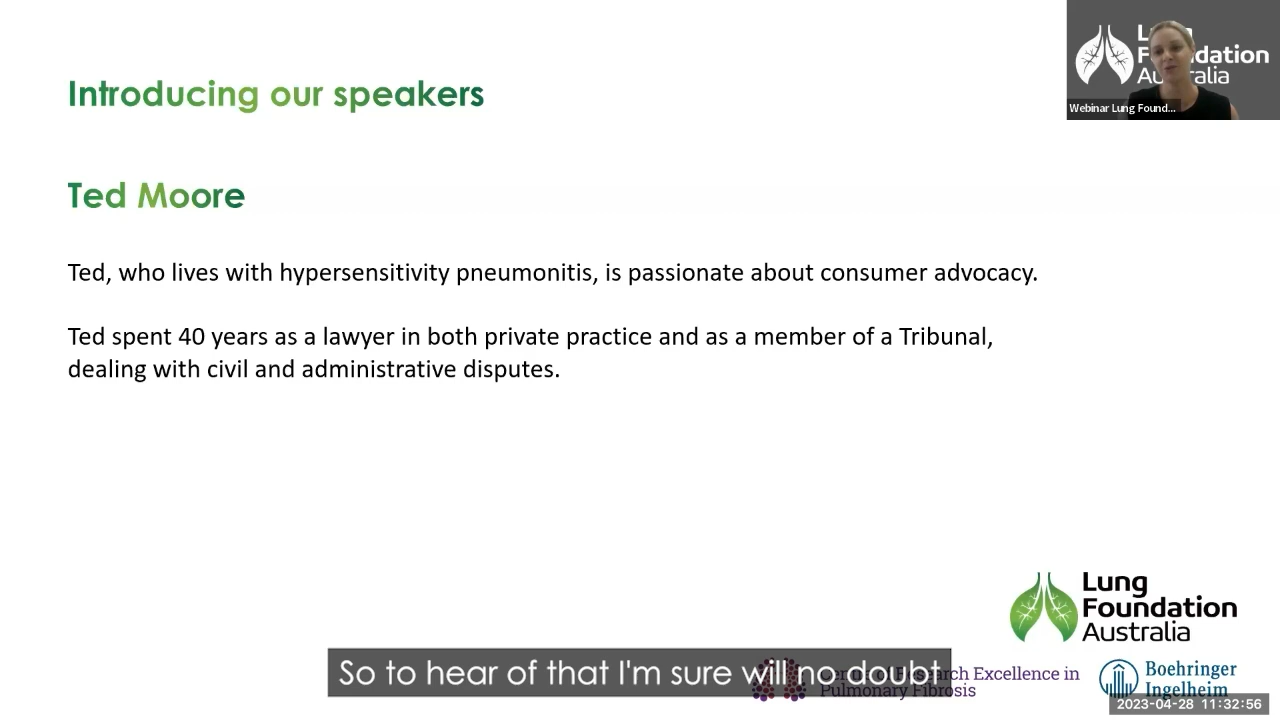 Lung
Foundation
Australia
Webinar Lung Found...
Introducing our speakers
Ted Moore
Ted, who lives with hypersensitivity pneumonitis, is passionate about consumer advocacy.
Ted spent 40 years as a lawyer in both private practice and as a member of a Tribunal,
dealing with civil and administrative disputes.
Lung
Foundation
Australia
So to hear of that I'm sure will no doubt
Research Excellence in
Pulmonary Fibrosis
Boehringer
Ingelheim
2023-04-28 11:32:56